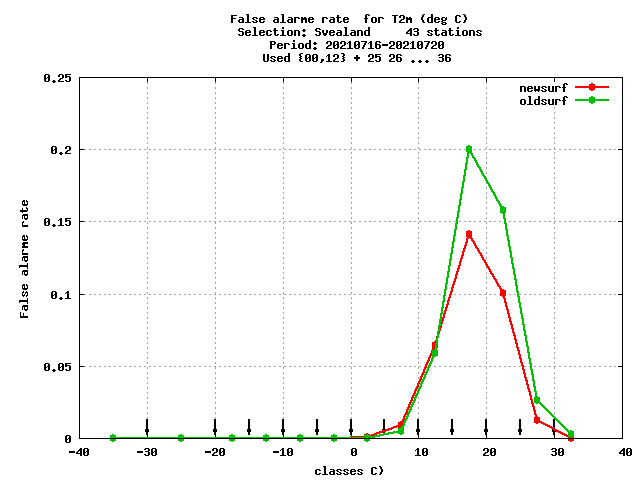 False alarme rate  for T2m (deg C)
Selection: Svealand     43 stations
Period: 20210716-20210720
Used {00,12} + 25 26 ... 36
newsurf
oldsurf
False alarme rate
0.25
0.2
0.15
0.1
0.05
0
-40 -30 -20 -10 0 10 20 30 40
classes C)